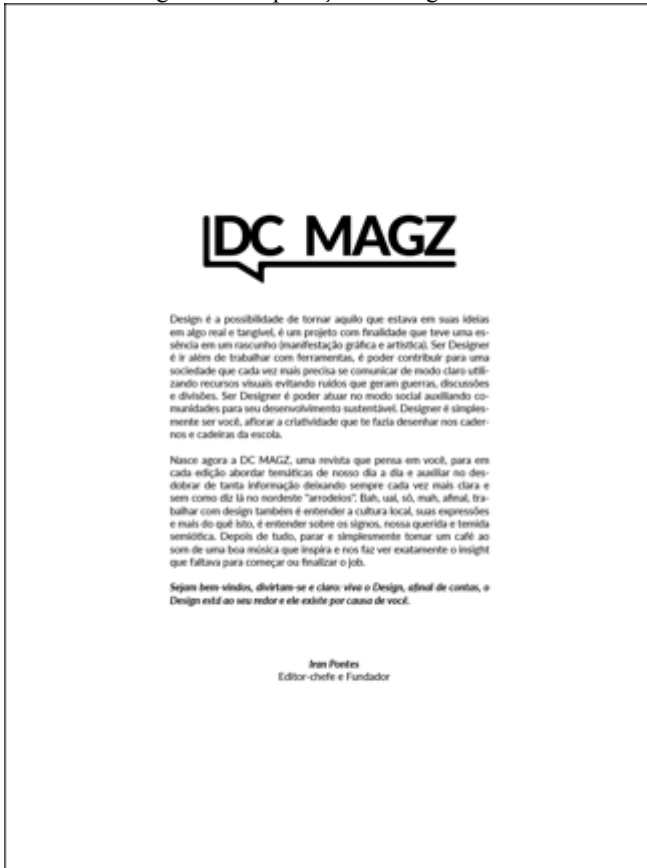 DC MAGZ
Design é a possibilidade de tornar aquilo que estava em suas ideias
em algo real e tangível, é um projeto com finalidade que teve uma es-
sência em um rascunho (manifestação gráfica e artística). Ser Designer
é ir além de trabalhar com ferramentas, é poder contribuir para uma
sociedade que cada vez mais precisa se comunicar de modo claro utili-
zando recursos visuais evitando ruídos que geram guerras, discussões
e divisões. Ser Designer é poder atuar no modo social auxiliando co-
munidades para seu desenvolvimento sustentável. Designer é simples-
mente ser você, aflorar a criatividade que te fazia desenhar nos cader-
nos e cadeiras da escola.
Nasce agora a DC MAGZ, uma revista que pensa em você, para em
cada edição abordar temáticas de nosso dia a dia e auxiliar no des-
dobrar de tanta informação deixando sempre cada vez mais clara e
sem como diz lá no nordeste "arrodeios". Bah, uai, só, mah, afinal, tra-
balhar com design também é entender a cultura local, suas expressões
e mais do quê isto, é entender sobre os signos, nossa querida e temida
semiótica. Depois de tudo, parar e simplesmente tomar um café ao
som de uma boa música que inspira e nos faz ver exatamente o insight
que faltava para começar ou finalizar o job.
Sejam bem-vindos, divirtam-se e claro: viva o Design, afinal de contas, o
Design está ao seu redor e ele existe por causa de você.
Iran Pontes
Editor-chefe e Fundador